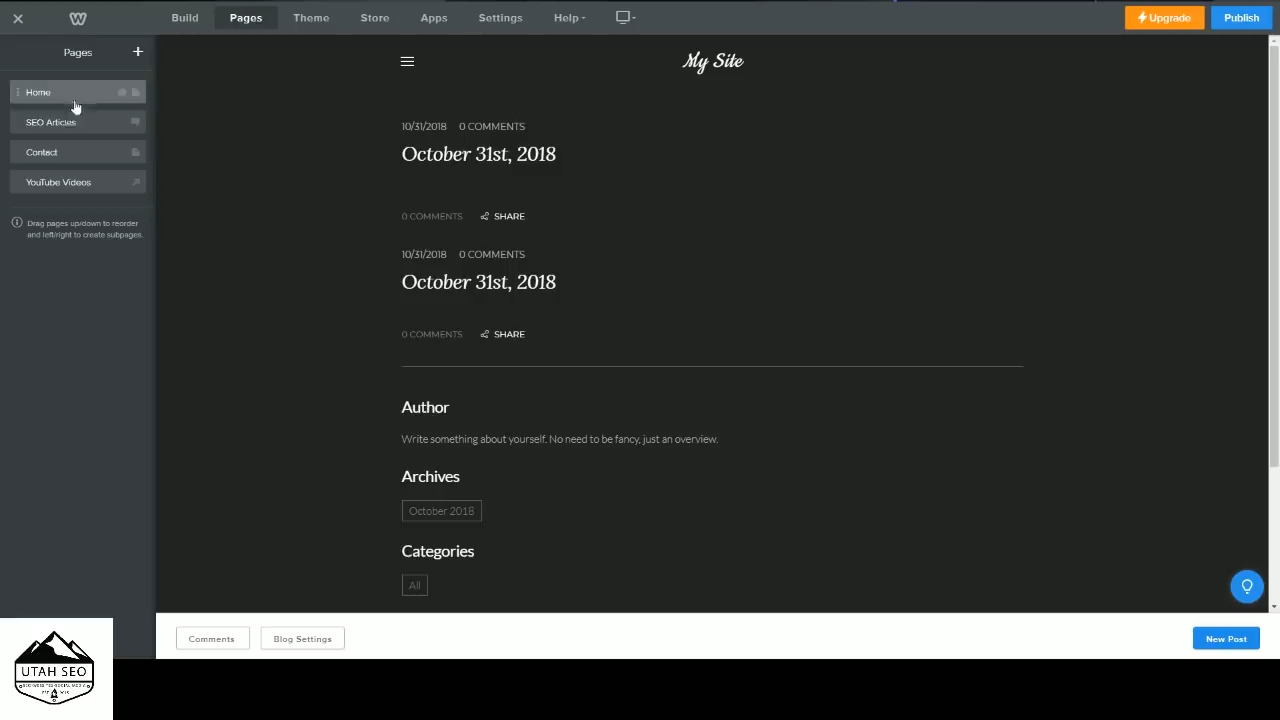 Build Pages Theme Store Apps Settings Help Upgrade Publish
Pages +
Home
SEO Articles
Contact
YouTube Videos
Drag pages up/down to reorder
and left/right to create subpages.
My Site
10/31/2018 0 COMMENTS
October 31st, 2018
0 COMMENTS SHARE
10/31/2018 0 COMMENTS
October 31st, 2018
0 COMMENTS SHARE
Author
Write something about yourself. No need to be fancy, just an overview.
Archives
October 2018
Categories
All
Comments Blog Settings New Post
UTAH SEO